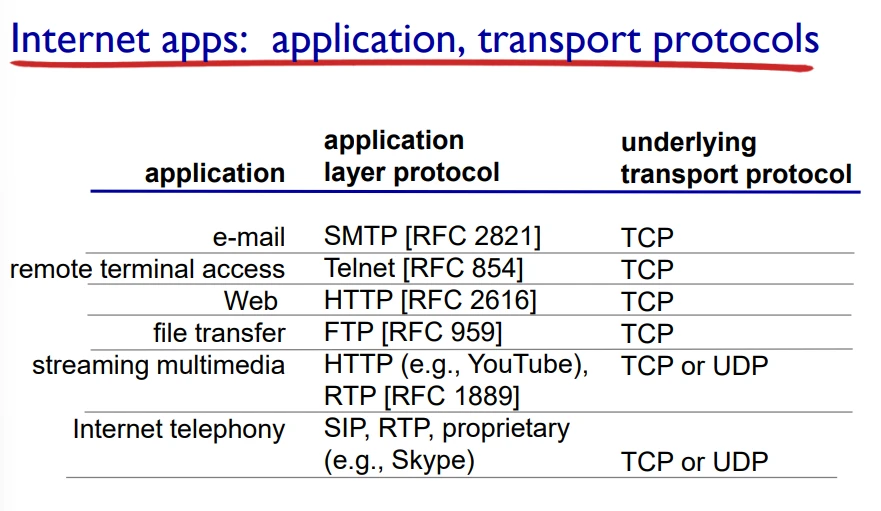 Internet apps: application, transport protocols
application
application
layer protocol
underlying
transport protocol
e-mail SMTP [RFC 2821] TCP
remote terminal access Telnet [RFC 854] TCP
Web HTTP [RFC 2616] TCP
file transfer FTP [RFC 959] TCP
streaming multimedia HTTP (e.g., YouTube), TCP or UDP
RTP [RFC 1889]
Internet telephony SIP, RTP, proprietary
(e.g., Skype) TCP or UDP